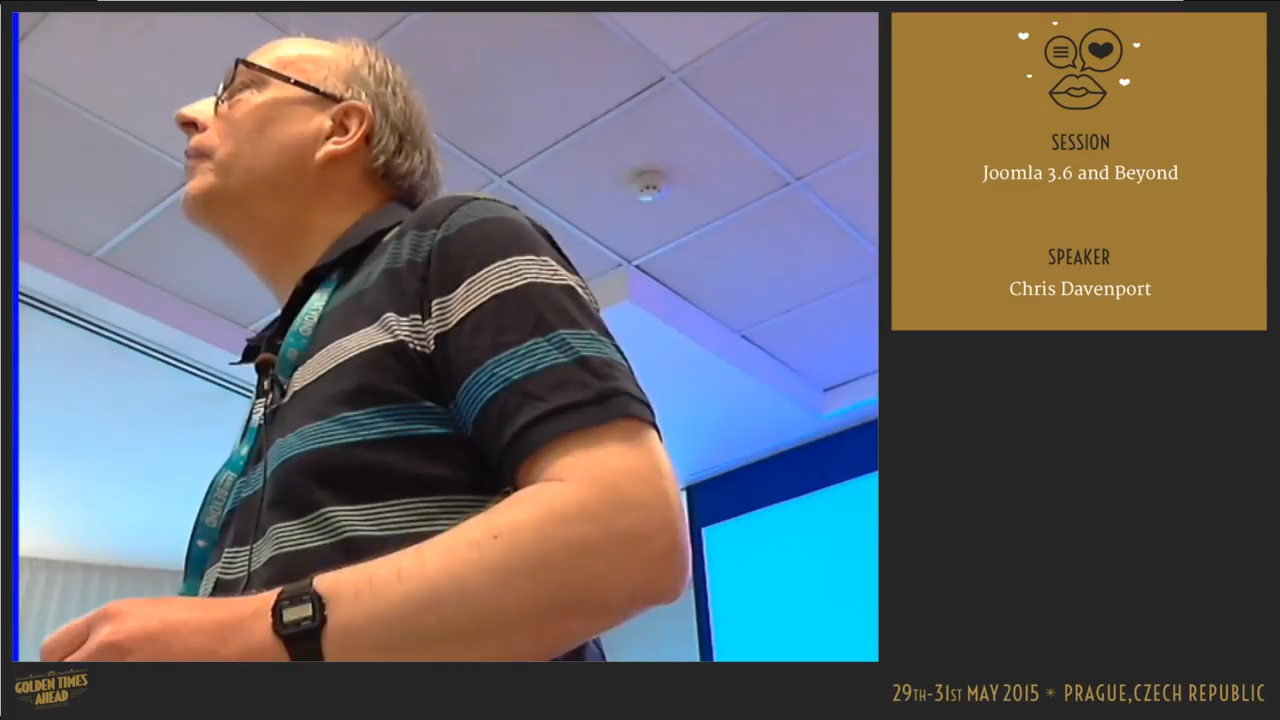 SESSION
Joomla 3.6 and Beyond
SPEAKER
Chris Davenport
GOLDEN TIMES
AHEAD
29TH-31ST MAY 2015 * PRAGUE, CZECH REPUBLIC